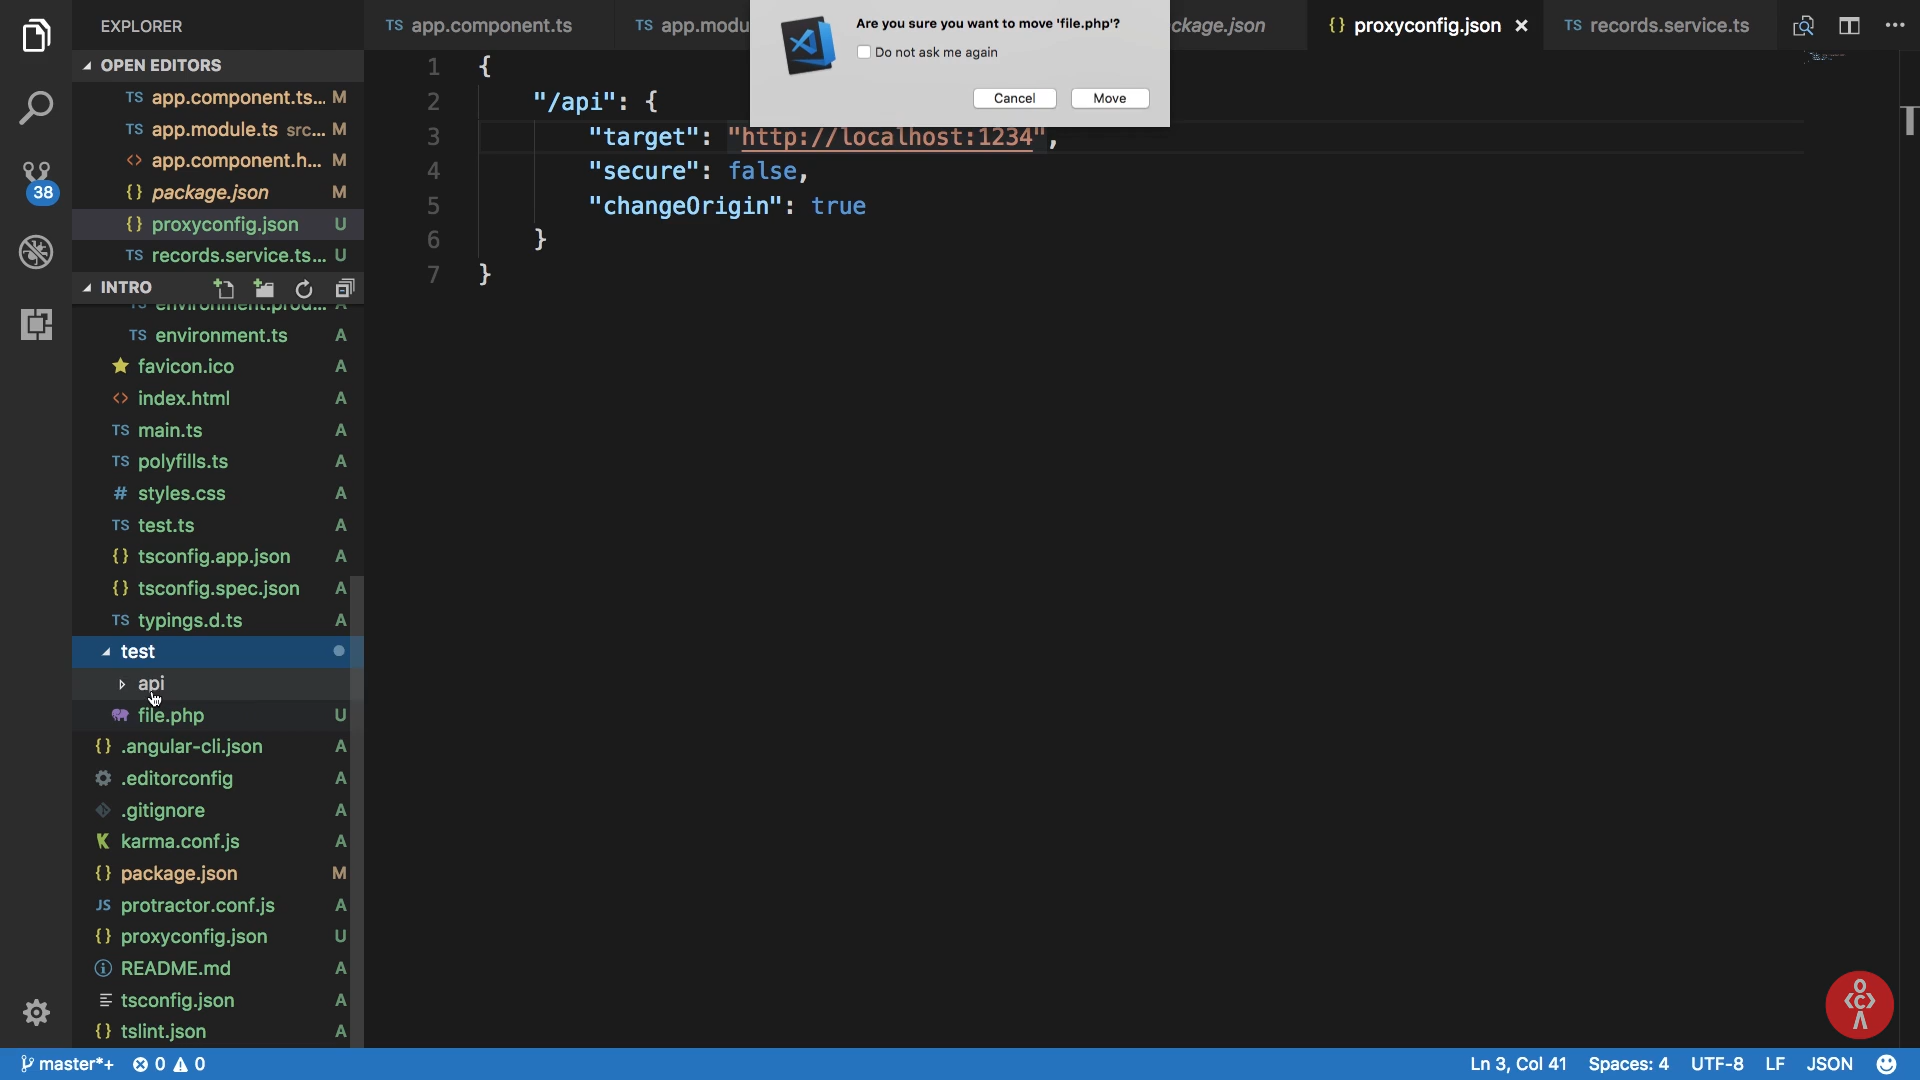 EXPLORER
TS app.component.ts
TS app.modu
ckage.json
{} proxyconfig.json ×
TS records.service.ts
Are you sure you want to move 'file.php'?
Do not ask me again
Cancel
Move
OPEN EDITORS
TS app.component.ts... M
TS app.module.ts src... M
<> app.component.h... M
{} package.json M
{} proxyconfig.json U
TS records.service.ts... U
38
INTRO
TS environment.prod... A
TS environment.ts A
favicon.ico A
<> index.html A
TS main.ts A
TS polyfills.ts A
# styles.css A
TS test.ts A
{} tsconfig.app.json A
{} tsconfig.spec.json A
TS typings.d.ts A
test
api
file.php U
{} .angular-cli.json A
.editorconfig A
.gitignore A
K karma.conf.js A
{} package.json M
JS protractor.conf.js A
{} proxyconfig.json U
README.md A
tsconfig.json A
{} tslint.json A
1 {
2 "/api": {
3 "target": "http://localhost:1234",
4 "secure": false,
5 "changeOrigin": true
6 }
7 }
master*+ 0 0
Ln 3, Col 41 Spaces: 4 UTF-8 LF JSON